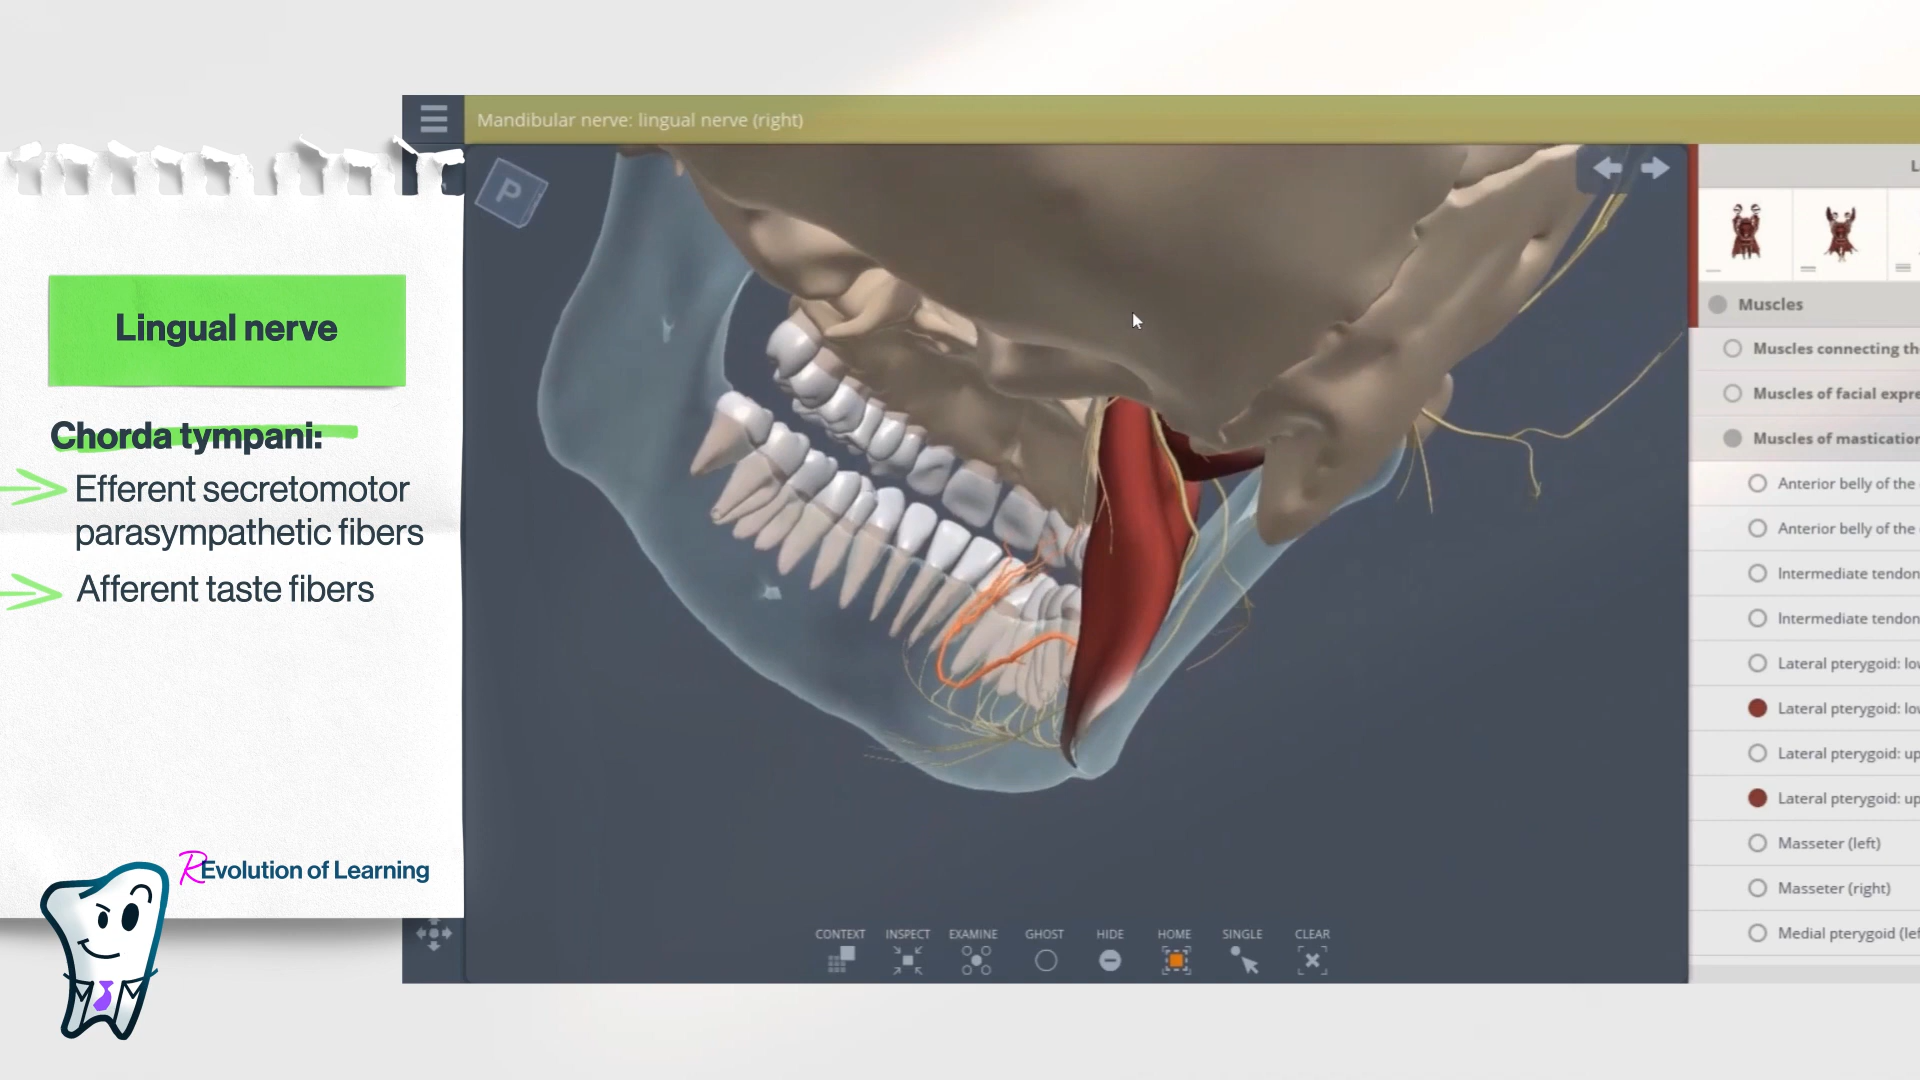 Mandibular nerve: lingual nerve (right)
P
Lingual nerve
Chorda tympani:
Efferent secretomotor
parasympathetic fibers
Afferent taste fibers
REvolution of Learning
CONTEXT INSPECT EXAMINE GHOST HIDE HOME SINGLE CLEAR
L
Muscles
Muscles connecting th
Muscles of facial expre
Muscles of mastication
Anterior belly of the
Anterior belly of the
Intermediate tendon
Intermediate tendon
Lateral pterygoid: lo
Lateral pterygoid: lo
Lateral pterygoid: up
Lateral pterygoid: up
Masseter (left)
Masseter (right)
Medial pterygoid (lef